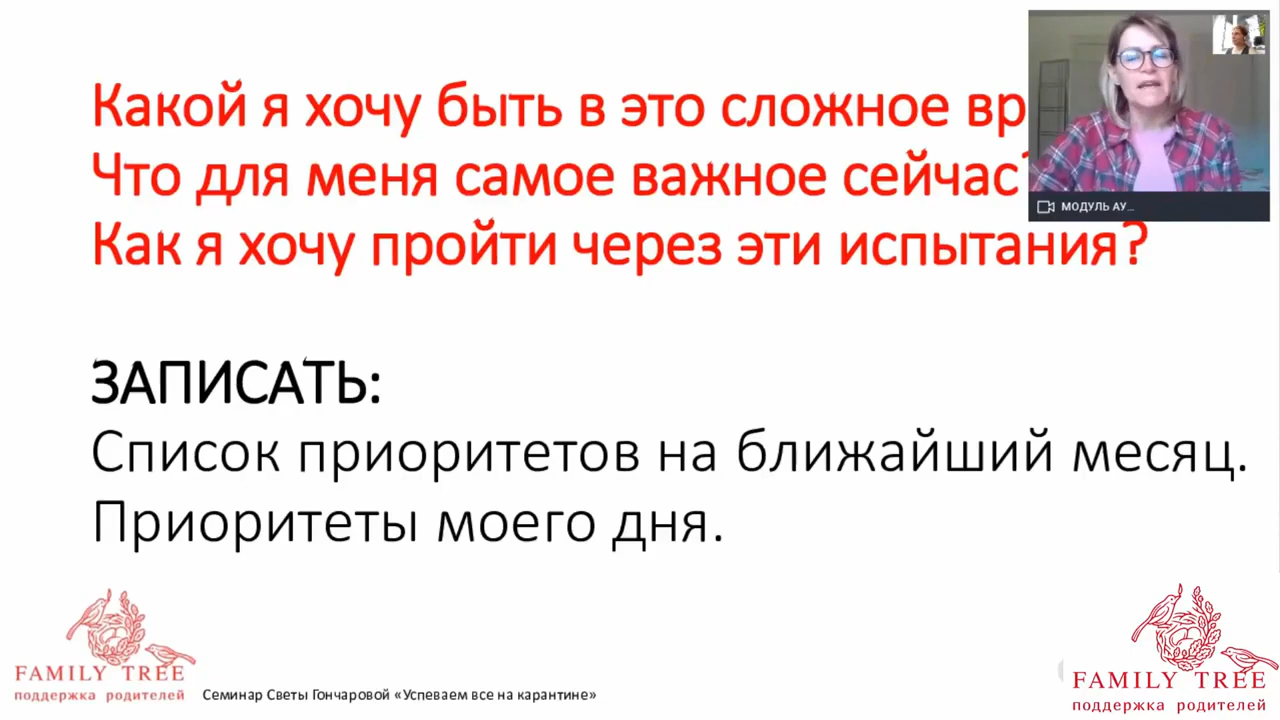 Какой я хочу быть в это сложное
Что для меня самое важное сейчас?
Как я хочу пройти через эти испытания?
МОДУЛЬ АУ...
ЗАПИСАТЬ:
Список приоритетов на ближайший месяц.
Приоритеты моего дня.
FAMILY TREE
поддержка родителей
Семинар Светы Гончаровой «Успеваем все на карантине»
FAMILY TREE
поддержка родителей